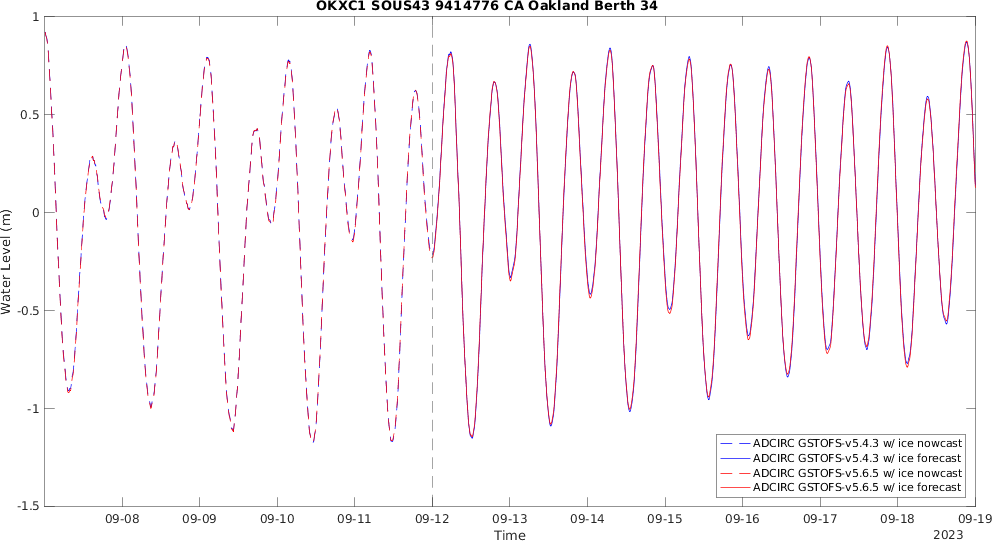 OKXC1 SOUS43 9414776 CA Oakland Berth 34
1
0.5
0
-0.5
-1
-1.5
Water Level (m)
ADCIRC GSTOFS-v5.4.3 w/ ice nowcast
ADCIRC GSTOFS-v5.4.3 w/ ice forecast
ADCIRC GSTOFS-v5.6.5 w/ ice nowcast
ADCIRC GSTOFS-v5.6.5 w/ ice forecast
09-08 09-09 09-10 09-11 09-12 09-13 09-14 09-15 09-16 09-17 09-18 09-19
Time
2023